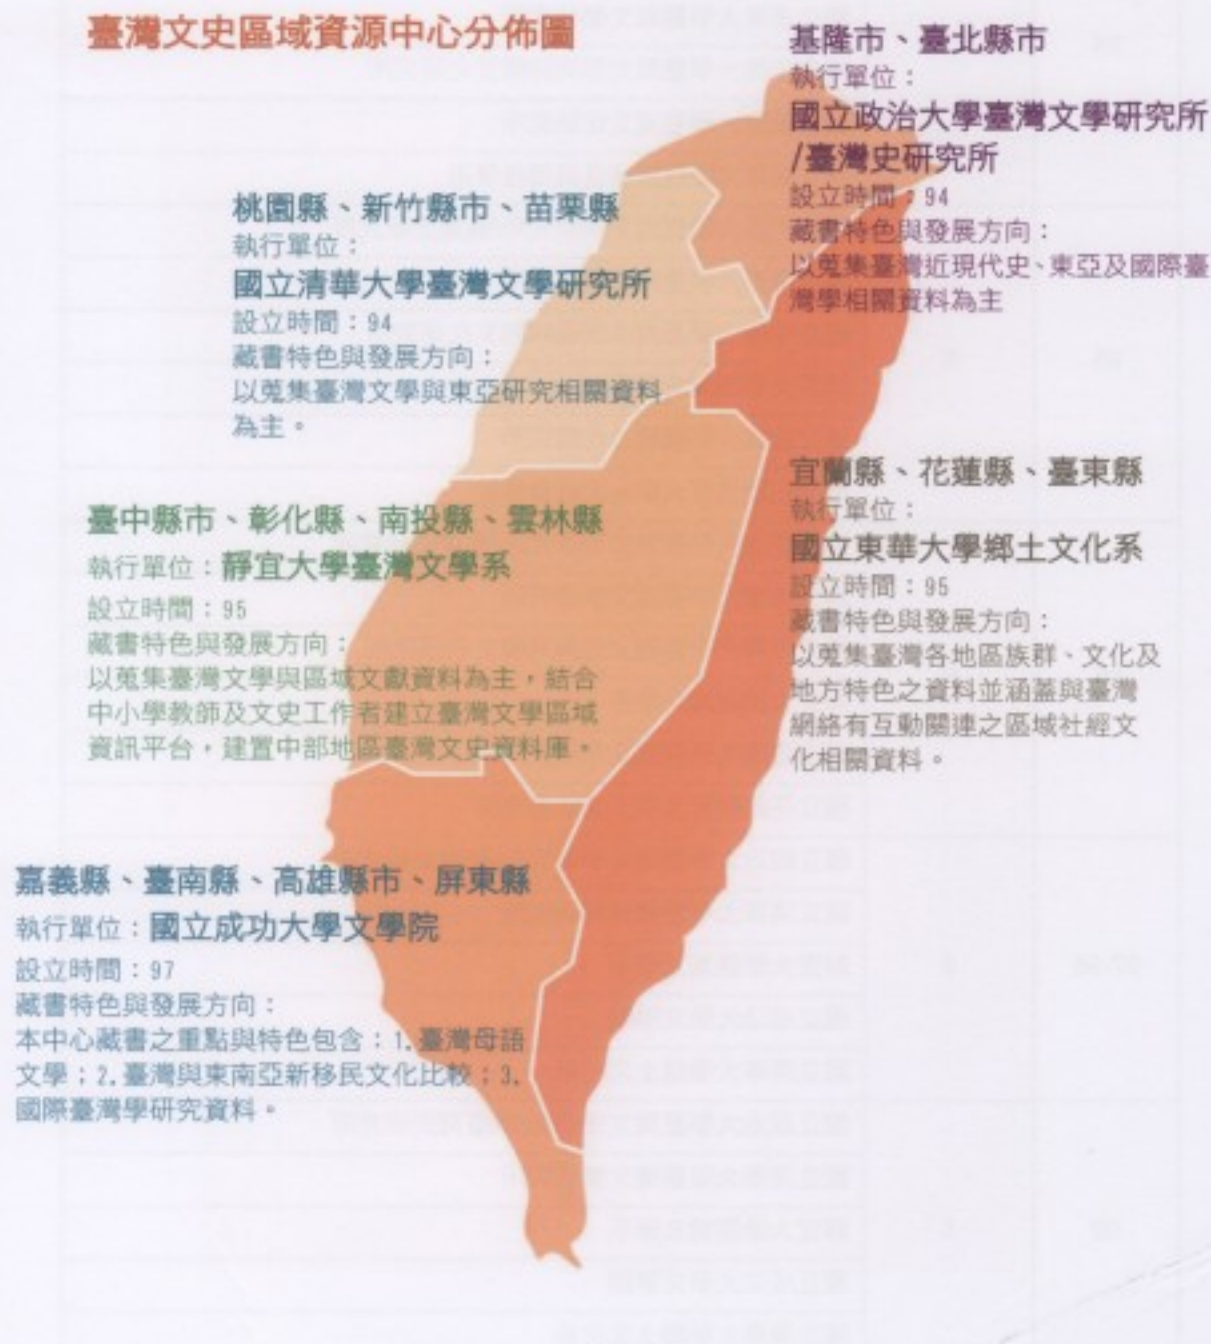 臺灣文史區域資源中心分佈圖
基隆市、臺北縣市
執行單位：
國立政治大學臺灣文學研究所
/臺灣史研究所
設立時間：94
藏書特色與發展方向：
以蒐集臺灣近現代史、東亞及國際臺
灣學相關資料為主
桃園縣、新竹縣市、苗栗縣
執行單位：
國立清華大學臺灣文學研究所
設立時間：94
藏書特色與發展方向：
以蒐集臺灣文學與東亞研究相關資料
為主。
宜蘭縣、花蓮縣、臺東縣
執行單位：
國立東華大學鄉土文化系
設立時間：95
藏書特色與發展方向：
以蒐集臺灣各地區族群、文化及
地方特色之資料並涵蓋與臺灣
網絡有互動關連之區域社經文
化相關資料。
臺中縣市、彰化縣、南投縣、雲林縣
執行單位：靜宜大學臺灣文學系
設立時間：95
藏書特色與發展方向：
以蒐集臺灣文學與區域文獻資料為主，結合
中小學教師及文史工作者建立臺灣文學區域
資訊平台，建置中部地區臺灣文史資料庫。
嘉義縣、臺南縣、高雄縣市、屏東縣
執行單位：國立成功大學文學院
設立時間：97
藏書特色與發展方向：
本中心藏書之重點與特色包含：1.臺灣母語
文學；2.臺灣與東南亞新移民文化比較；3.
國際臺灣學研究資料。